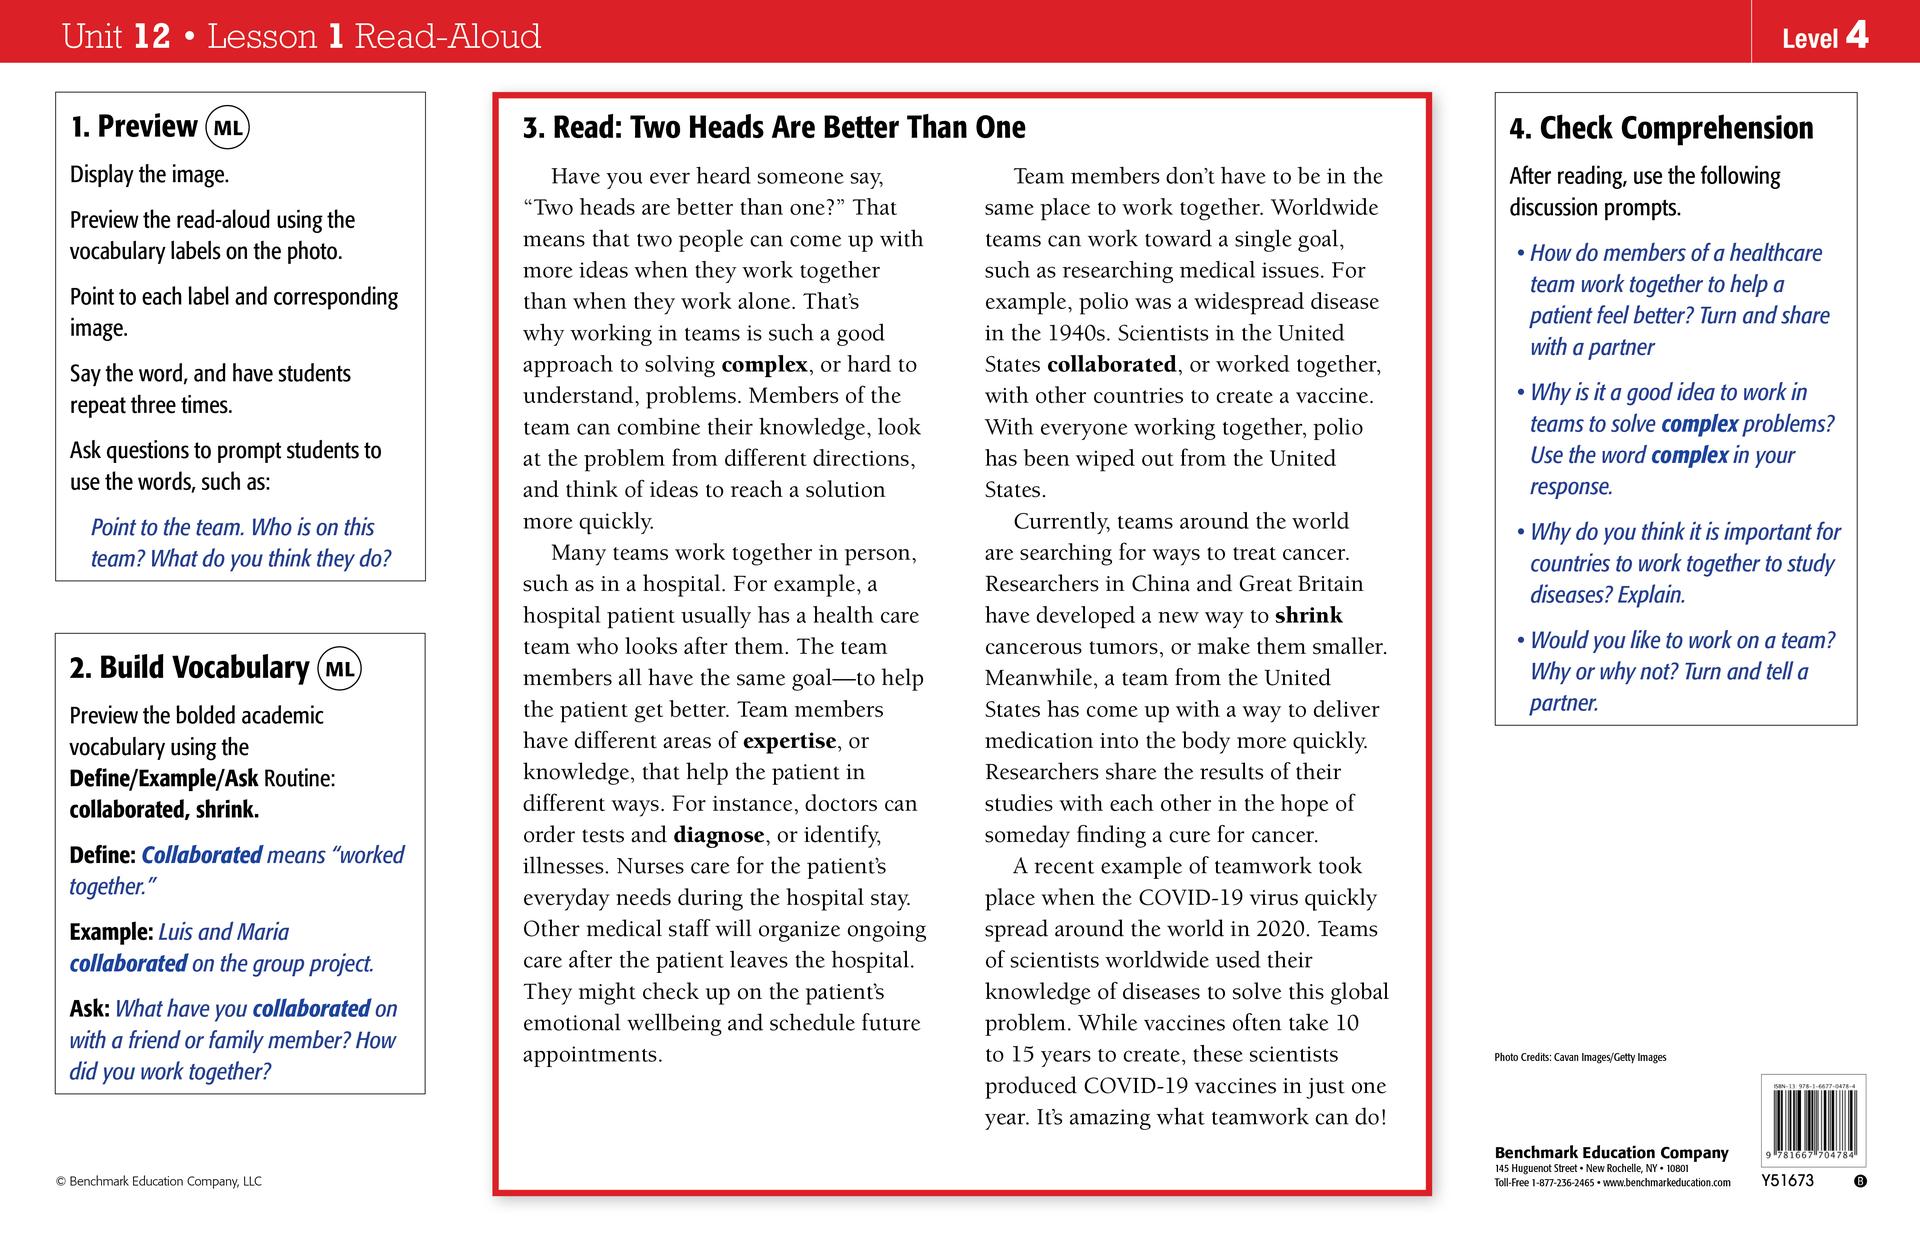 Unit 12 • Lesson 1 Read-Aloud
Level 4
1. Preview ML
Display the image.
Preview the read-aloud using the
vocabulary labels on the photo.
Point to each label and corresponding
image.
Say the word, and have students
repeat three times.
Ask questions to prompt students to
use the words, such as:
Point to the team. Who is on this
team? What do you think they do?
2. Build Vocabulary ML
Preview the bolded academic
vocabulary using the
Define/Example/Ask Routine:
collaborated, shrink.
Define: Collaborated means “worked
together.”
Example: Luis and Maria
collaborated on the group project.
Ask: What have you collaborated on
with a friend or family member? How
did you work together?
© Benchmark Education Company, LLC
3. Read: Two Heads Are Better Than One
Have you ever heard someone say,
“Two heads are better than one?” That
means that two people can come up with
more ideas when they work together
than when they work alone. That’s
why working in teams is such a good
approach to solving complex, or hard to
understand, problems. Members of the
team can combine their knowledge, look
at the problem from different directions,
and think of ideas to reach a solution
more quickly.
Many teams work together in person,
such as in a hospital. For example, a
hospital patient usually has a health care
team who looks after them. The team
members all have the same goal—to help
the patient get better. Team members
have different areas of expertise, or
knowledge, that help the patient in
different ways. For instance, doctors can
order tests and diagnose, or identify,
illnesses. Nurses care for the patient’s
everyday needs during the hospital stay.
Other medical staff will organize ongoing
care after the patient leaves the hospital.
They might check up on the patient’s
emotional wellbeing and schedule future
appointments.
Team members don’t have to be in the
same place to work together. Worldwide
teams can work toward a single goal,
such as researching medical issues. For
example, polio was a widespread disease
in the 1940s. Scientists in the United
States collaborated, or worked together,
with other countries to create a vaccine.
With everyone working together, polio
has been wiped out from the United
States.
Currently, teams around the world
are searching for ways to treat cancer.
Researchers in China and Great Britain
have developed a new way to shrink
cancerous tumors, or make them smaller.
Meanwhile, a team from the United
States has come up with a way to deliver
medication into the body more quickly.
Researchers share the results of their
studies with each other in the hope of
someday finding a cure for cancer.
A recent example of teamwork took
place when the COVID-19 virus quickly
spread around the world in 2020. Teams
of scientists worldwide used their
knowledge of diseases to solve this global
problem. While vaccines often take 10
to 15 years to create, these scientists
produced COVID-19 vaccines in just one
year. It’s amazing what teamwork can do!
4. Check Comprehension
After reading, use the following
discussion prompts.
• How do members of a healthcare
team work together to help a
patient feel better? Turn and share
with a partner
• Why is it a good idea to work in
teams to solve complex problems?
Use the word complex in your
response.
• Why do you think it is important for
countries to work together to study
diseases? Explain.
• Would you like to work on a team?
Why or why not? Turn and tell a
partner.
Photo Credits: Cavan Images/Getty Images
Benchmark Education Company
145 Huguenot Street • New Rochelle, NY • 10801
Toll-Free 1-877-236-2465 • www.benchmarkeducation.com
ISBN-13 978-1-6677-0478-4
9 781667 704784
Y51673
B